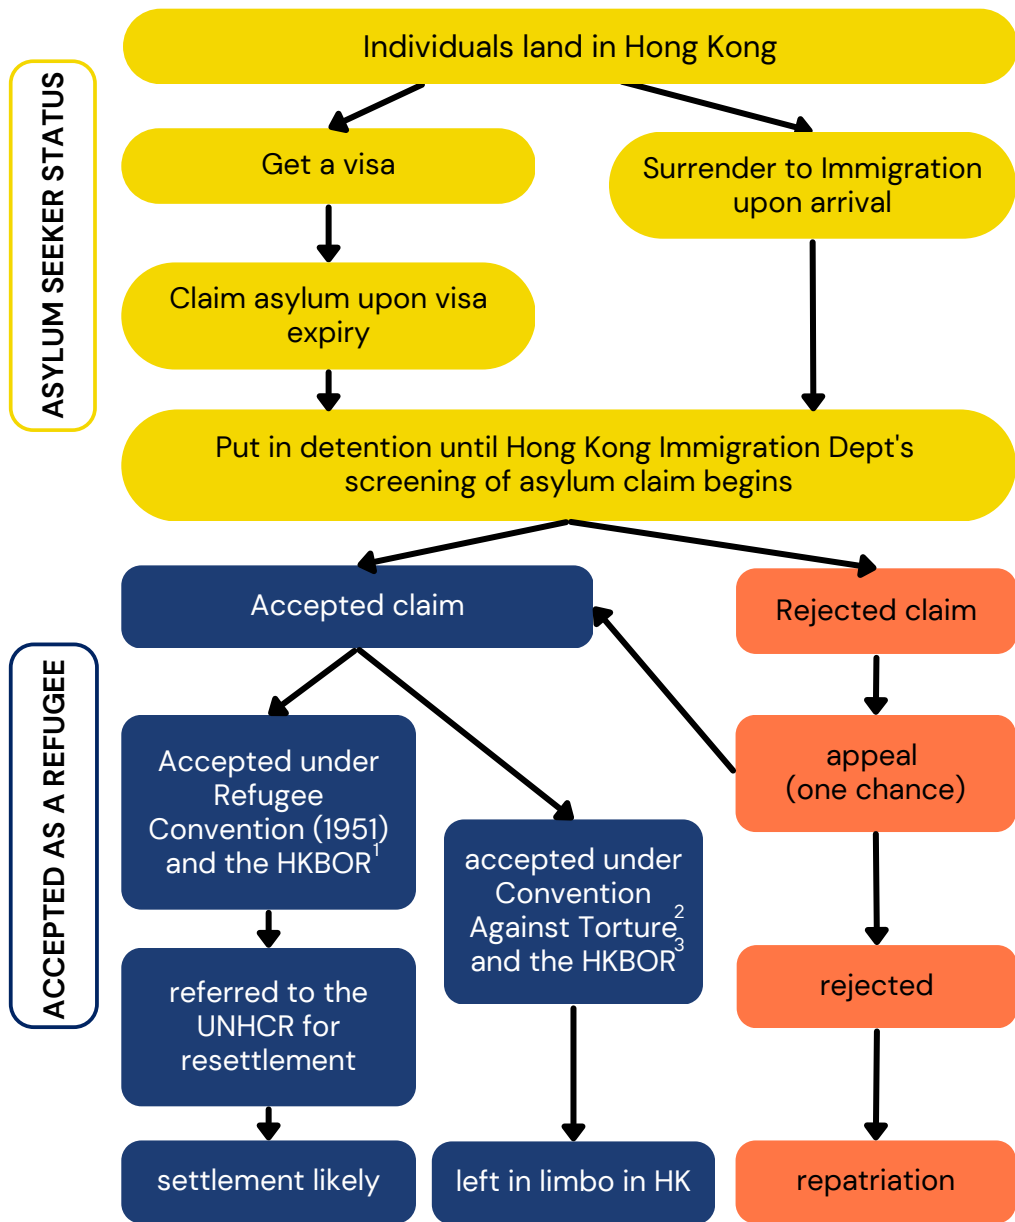 Individuals land in Hong Kong
ASYLUM SEEKER STATUS
Get a visa
Surrender to Immigration
upon arrival
Claim asylum upon visa
expiry
Put in detention until Hong Kong Immigration Dept's
screening of asylum claim begins
Accepted claim
Rejected claim
ACCEPTED AS A REFUGEE
Accepted under
Refugee
Convention (1951)
and the HKBOR1
appeal
(one chance)
accepted under
Convention
Against Torture2
and the HKBOR3
referred to the
UNHCR for
resettlement
rejected
settlement likely
left in limbo in HK
repatriation